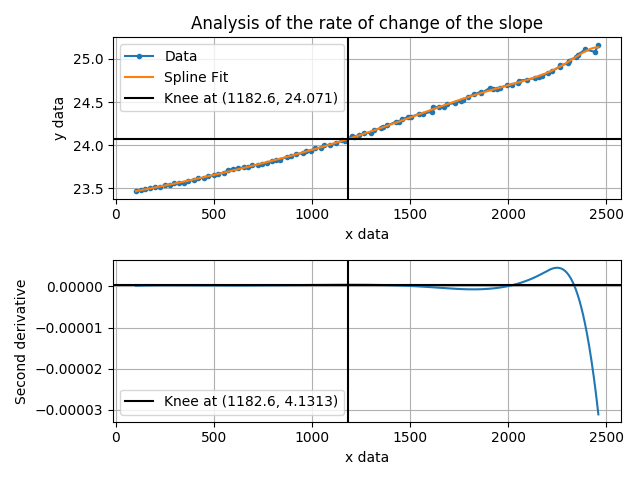 Analysis of the rate of change of the slope
25.0
24.5
24.0
23.5
y data
Data
Spline Fit
Knee at (1182.6, 24.071)
0 500 1000 1500 2000 2500
x data
0.00000
−0.00001
−0.00002
−0.00003
Second derivative
Knee at (1182.6, 4.1313)
0 500 1000 1500 2000 2500
x data